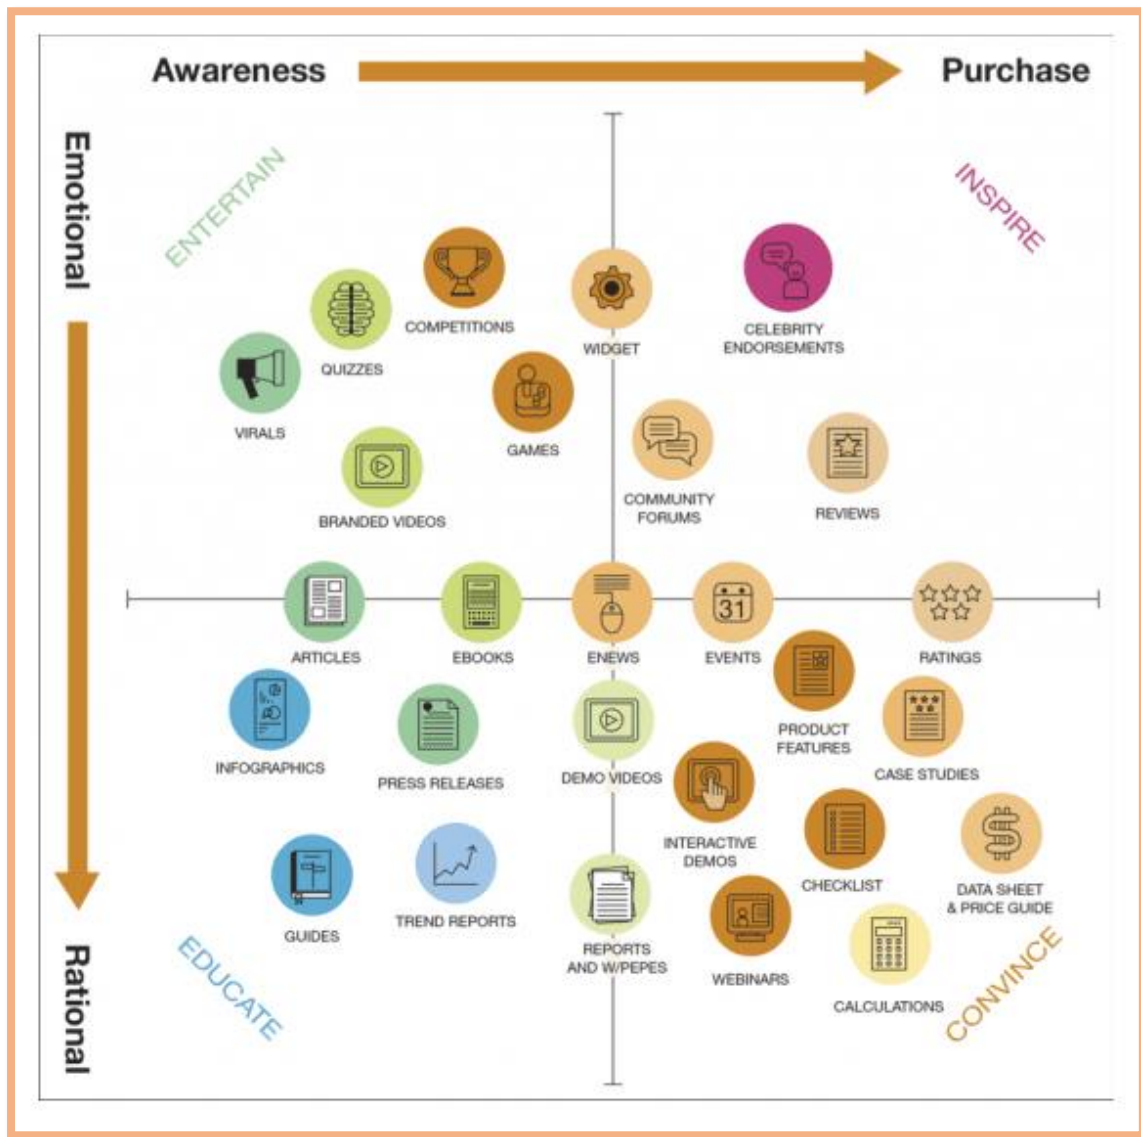 Awareness
Purchase
Emotional
ENTERTAIN
INSPIRE
COMPETITIONS
WIDGET
CELEBRITY
ENDORSEMENTS
QUIZZES
VIRALS
GAMES
BRANDED VIDEOS
COMMUNITY
FORUMS
REVIEWS
31
ARTICLES
EBOOKS
ENEWS
EVENTS
RATINGS
INFOGRAPHICS
PRESS RELEASES
DEMO VIDEOS
PRODUCT
FEATURES
CASE STUDIES
INTERACTIVE
DEMOS
CHECKLIST
DATA SHEET
& PRICE GUIDE
GUIDES
TREND REPORTS
REPORTS
AND W/PEPES
WEBINARS
CALCULATIONS
Rational
EDUCATE
CONVINCE